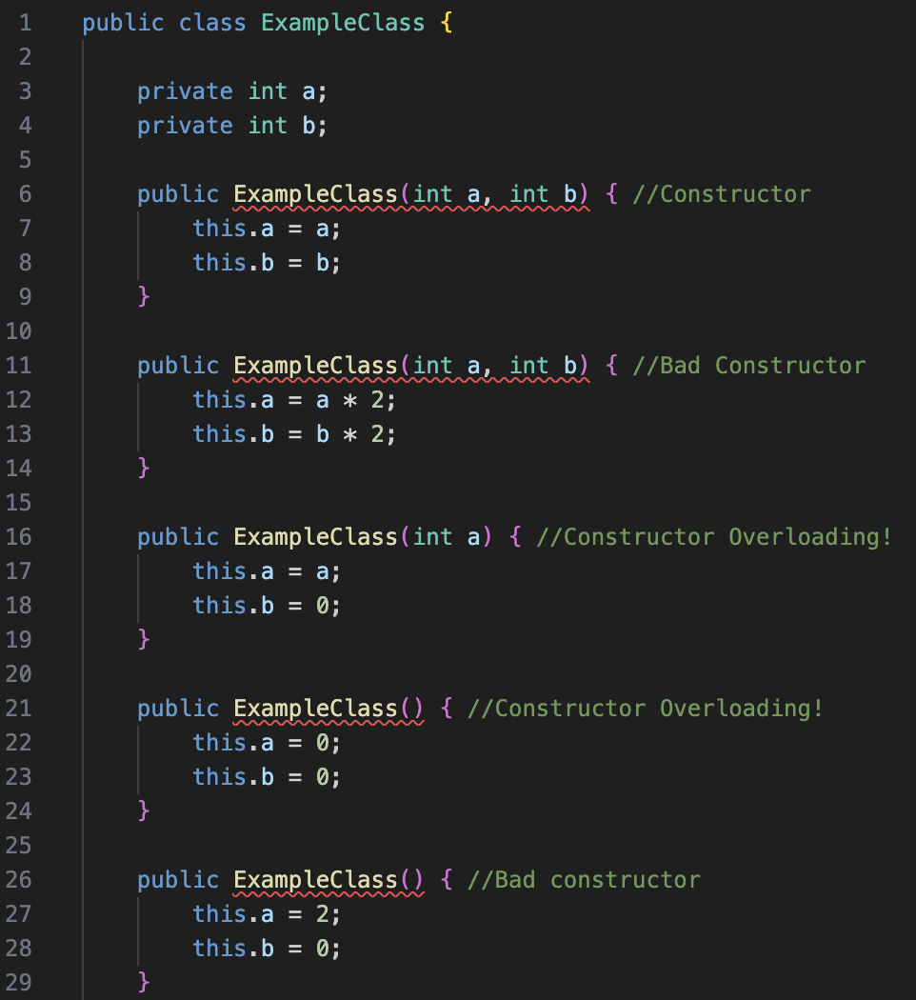 1 public class ExampleClass {
2
3 private int a;
4 private int b;
5
6 public ExampleClass(int a, int b) { //Constructor
7 this.a = a;
8 this.b = b;
9 }
10
11 public ExampleClass(int a, int b) { //Bad Constructor
12 this.a = a * 2;
13 this.b = b * 2;
14 }
15
16 public ExampleClass(int a) { //Constructor Overloading!
17 this.a = a;
18 this.b = 0;
19 }
20
21 public ExampleClass() { //Constructor Overloading!
22 this.a = 0;
23 this.b = 0;
24 }
25
26 public ExampleClass() { //Bad constructor
27 this.a = 2;
28 this.b = 0;
29 }